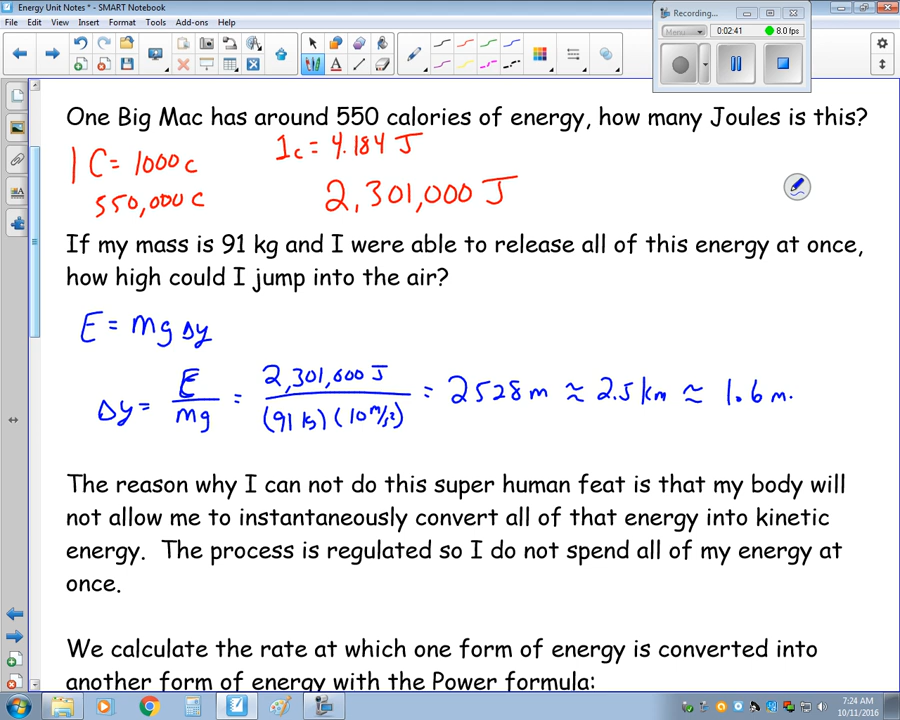 Energy Unit Notes * - SMART Notebook
File Edit View Insert Format Tools Add-ons Help
Recording...
Menu
0:02:41
8.0 fps
One Big Mac has around 550 calories of energy, how many Joules is this?
1 C = 1000 c
1c = 4.184 J
550,000 c
2,301,000 J
If my mass is 91 kg and I were able to release all of this energy at once,
how high could I jump into the air?
E = mg Δy
Δy = E/mg = 2,301,000 J / (91 kg)(10 m/s²) = 2528 m ≈ 2.5 km ≈ 1.6 m.
The reason why I can not do this super human feat is that my body will
not allow me to instantaneously convert all of that energy into kinetic
energy. The process is regulated so I do not spend all of my energy at
once.
We calculate the rate at which one form of energy is converted into
another form of energy with the Power formula:
7:24 AM
10/11/2016